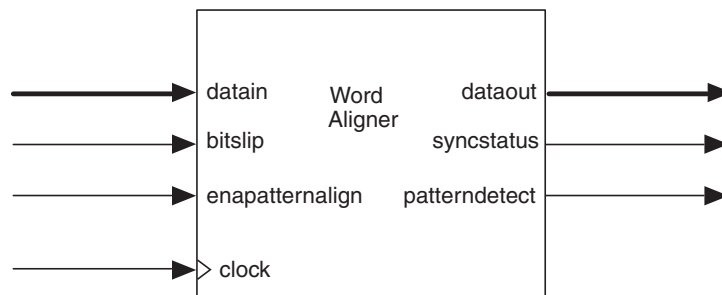 datain
Word
Aligner
dataout
bitslip
syncstatus
enapatternalign
patterndetect
clock